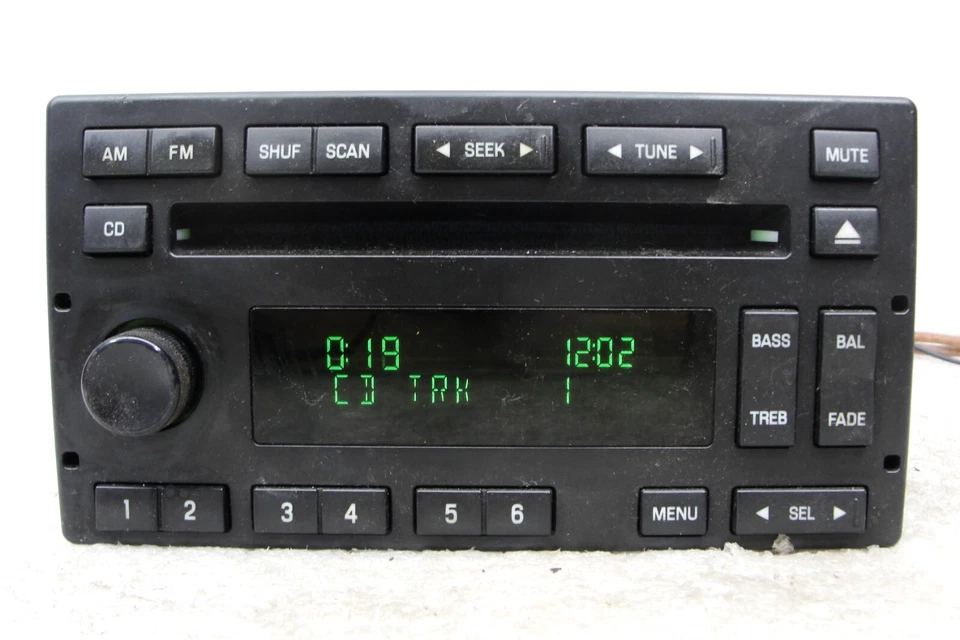 AM FM SHUF SCAN ◀ SEEK ▶ ◀ TUNE ▶ MUTE
CD
0:19 12:02
CD TRK 1
BASS BAL
TREB FADE
1 2 3 4 5 6 MENU ◀ SEL ▶